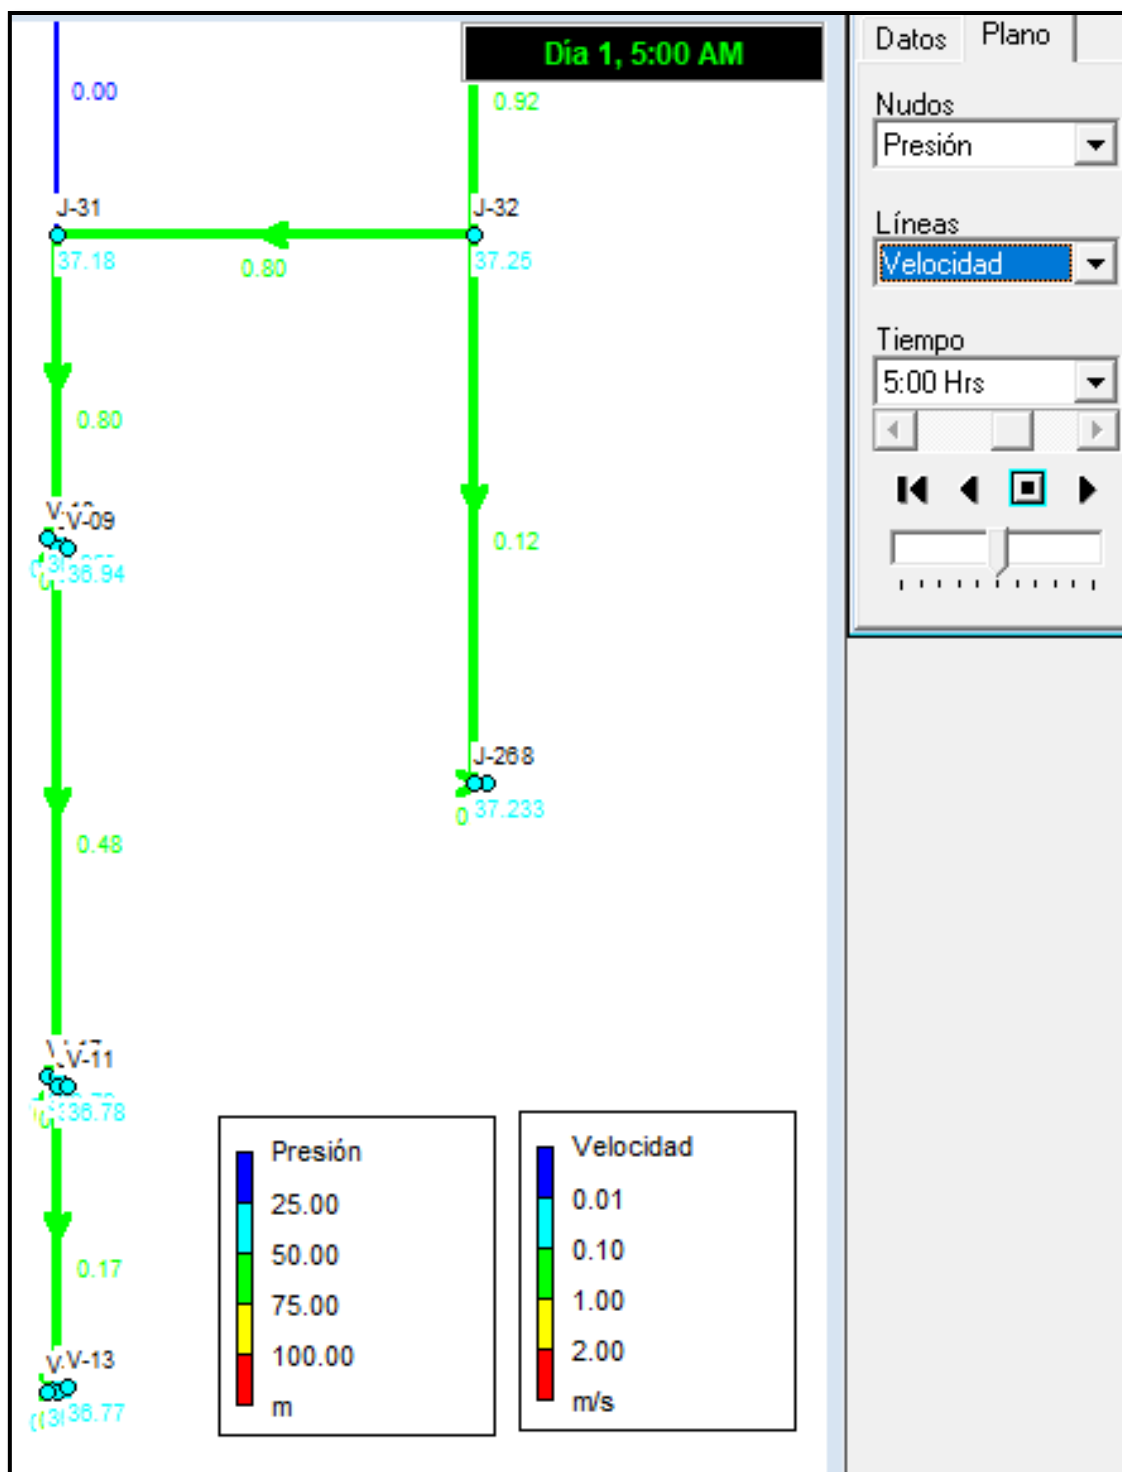 Día 1, 5:00 AM
0.00
0.92
J-31
J-32
37.18
0.80
37.25
0.80
V-09
36.94
0.12
J-268
37.233
0.48
V-11
36.78
0.17
V-13
36.77
Presión
25.00
50.00
75.00
100.00
m
Velocidad
0.01
0.10
1.00
2.00
m/s
Datos
Plano
Nudos
Presión
Líneas
Velocidad
Tiempo
5:00 Hrs